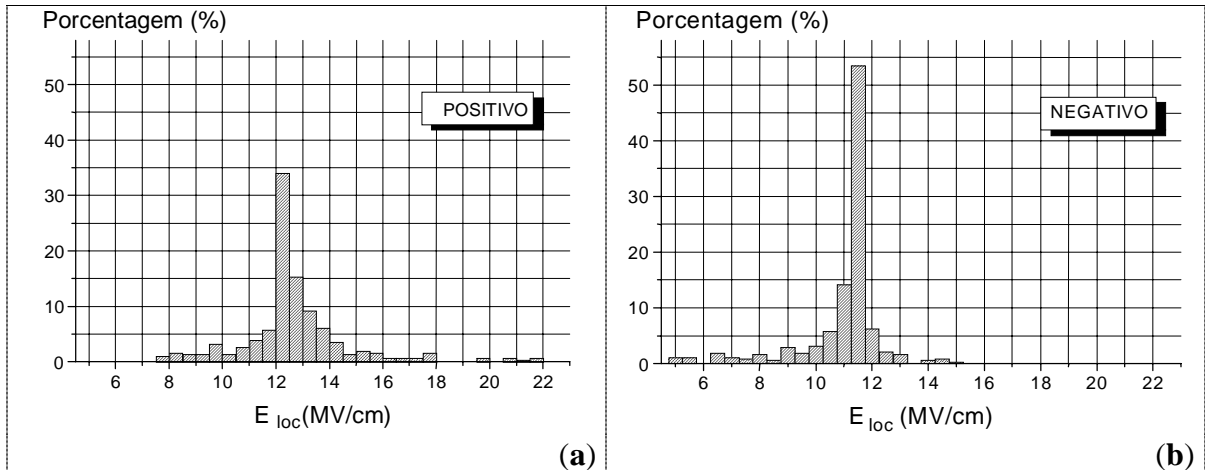 Porcentagem (%)
50
40
30
20
10
0
POSITIVO
6 8 10 12 14 16 18 20 22
E loc(MV/cm)
(a)
Porcentagem (%)
50
40
30
20
10
0
NEGATIVO
6 8 10 12 14 16 18 20 22
E loc (MV/cm)
(b)